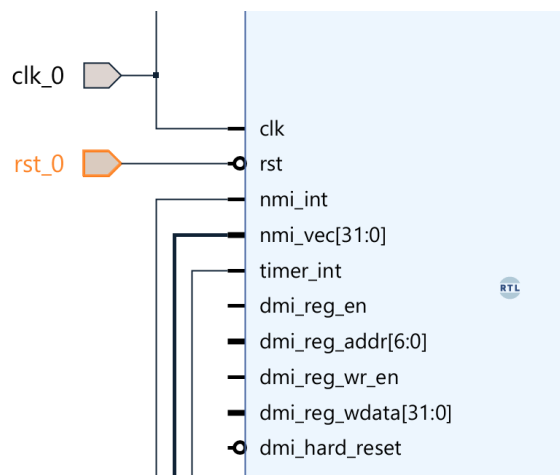 clk_0
clk
rst_0
rst
nmi_int
nmi_vec[31:0]
timer_int
RTL
dmi_reg_en
dmi_reg_addr[6:0]
dmi_reg_wr_en
dmi_reg_wdata[31:0]
dmi_hard_reset